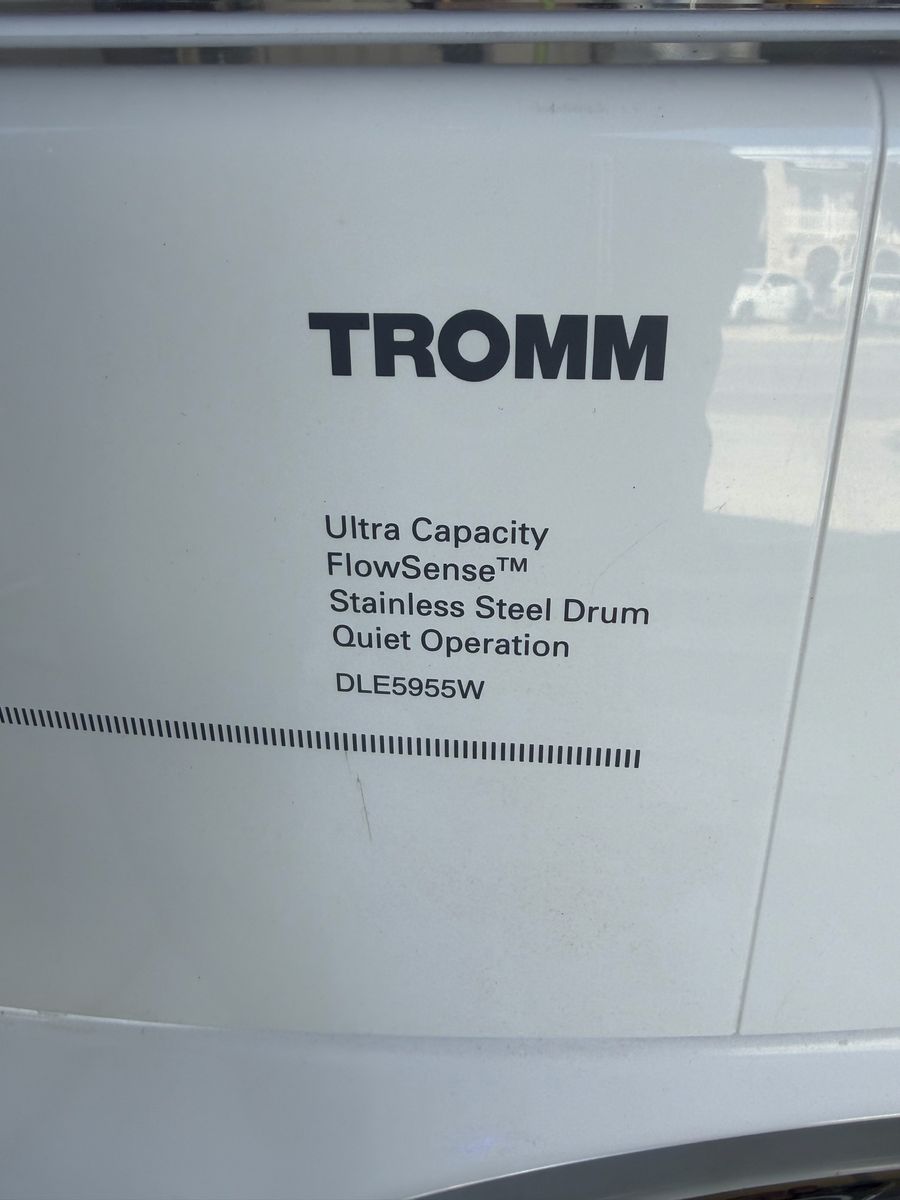 TROMM
Ultra Capacity
FlowSense™
Stainless Steel Drum
Quiet Operation
DLE5955W